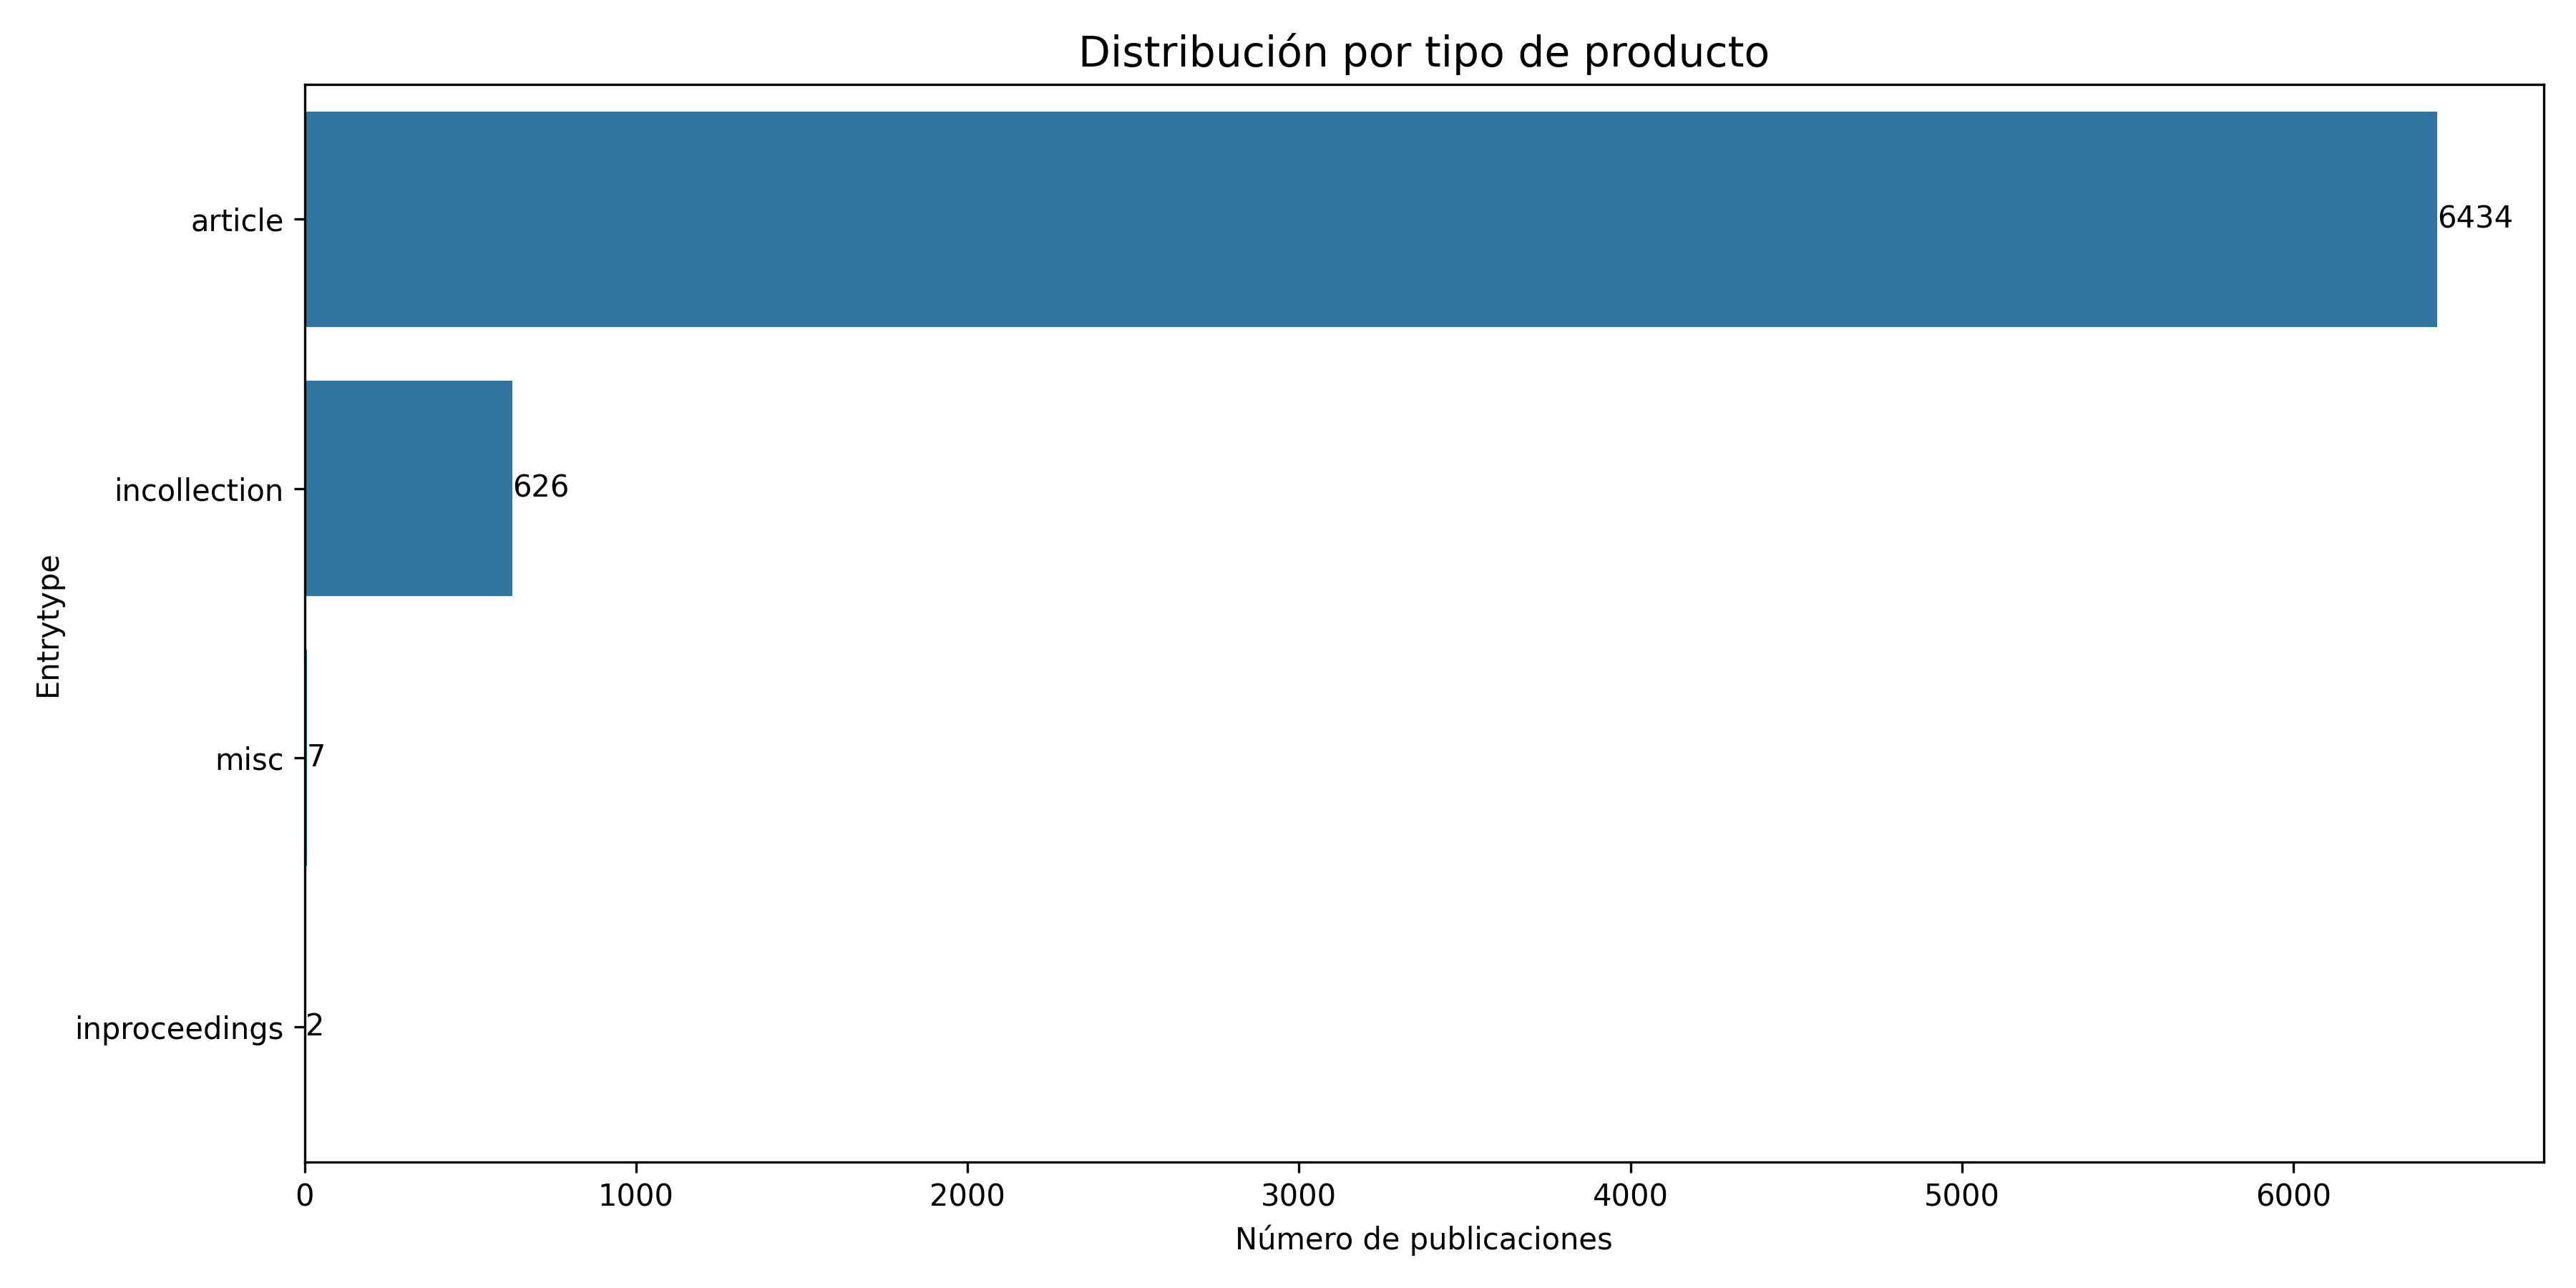 Distribución por tipo de producto
article
6434
incollection
626
Entrytype
misc
7
inproceedings
2
0 1000 2000 3000 4000 5000 6000
Número de publicaciones